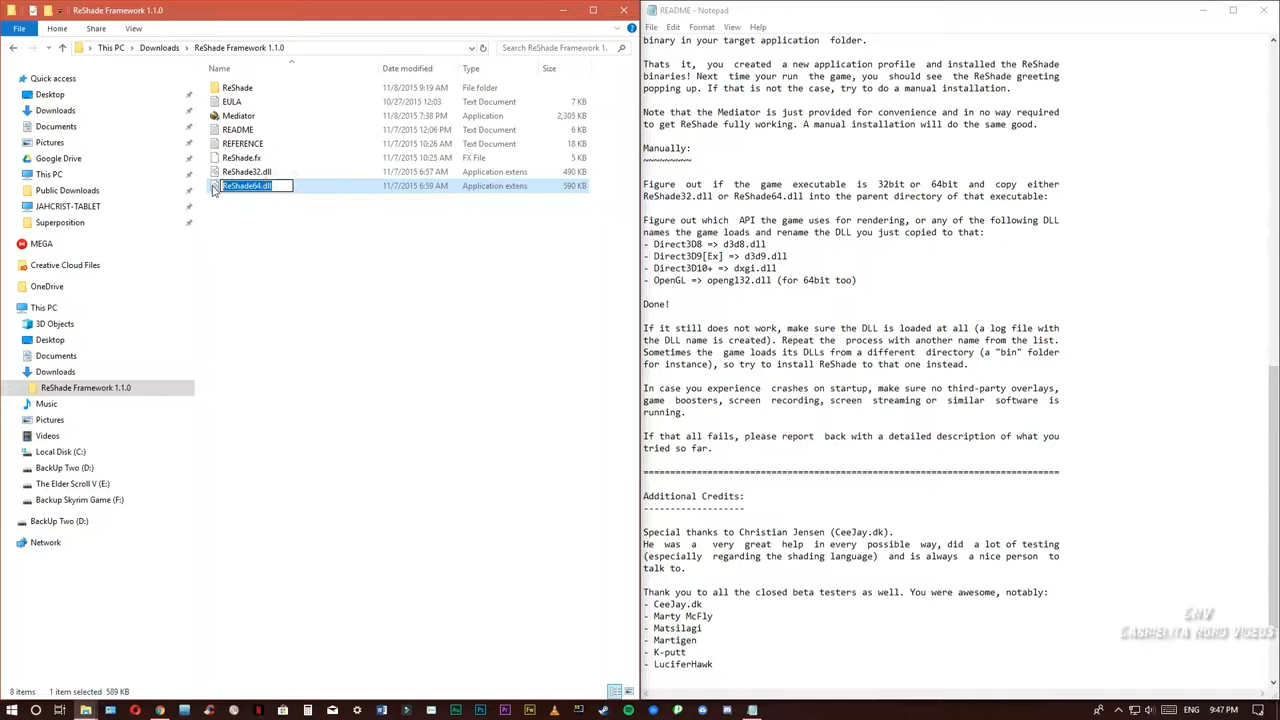 ReShade Framework 1.1.0
File
Home
Share
View
This PC
Downloads
ReShade Framework 1.1.0
Search ReShade Framework 1...
Name
Date modified
Type
Size
ReShade
11/8/2015 9:19 AM
File folder
EULA
10/27/2015 12:03
Text Document
7 KB
Mediator
11/8/2015 7:38 PM
Application
2,305 KB
README
11/7/2015 12:06 PM
Text Document
6 KB
REFERENCE
11/7/2015 10:26 AM
Text Document
18 KB
ReShade.fx
11/7/2015 10:25 AM
FX File
5 KB
ReShade32.dll
11/7/2015 6:57 AM
Application extens
490 KB
ReShade64.dll
11/7/2015 6:59 AM
Application extens
590 KB
Quick access
Desktop
Downloads
Documents
Pictures
Google Drive
This PC
Public Downloads
JAHCRIST-TABLET
Superposition
MEGA
Creative Cloud Files
OneDrive
This PC
3D Objects
Desktop
Documents
Downloads
ReShade Framework 1.1.0
Music
Pictures
Videos
Local Disk (C:)
BackUp Two (D:)
The Elder Scroll V (E:)
Backup Skyrim Game (F:)
BackUp Two (D:)
Network
8 items
1 item selected 589 KB
README - Notepad
File Edit Format View Help
binary in your target application folder.
Thats it, you created a new application profile and installed the ReShade
binaries! Next time your run the game, you should see the ReShade greeting
popping up. If that is not the case, try to do a manual installation.
Note that the Mediator is just provided for convenience and in no way required
to get ReShade fully working. A manual installation will do the same good.
Manually:
~~~~~~~~~
Figure out if the game executable is 32bit or 64bit and copy either
ReShade32.dll or ReShade64.dll into the parent directory of that executable:
Figure out which API the game uses for rendering, or any of the following DLL
names the game loads and rename the DLL you just copied to that:
- Direct3D8 => d3d8.dll
- Direct3D9[Ex] => d3d9.dll
- Direct3D10+ => dxgi.dll
- OpenGL => opengl32.dll (for 64bit too)
Done!
If it still does not work, make sure the DLL is loaded at all (a log file with
the DLL name is created). Repeat the process with another name from the list.
Sometimes the game loads its DLLs from a different directory (a "bin" folder
for instance), so try to install ReShade to that one instead.
In case you experience crashes on startup, make sure no third-party overlays,
game boosters, screen recording, screen streaming or similar software is
running.
If that all fails, please report back with a detailed description of what you
tried so far.
===============================================================================
Additional Credits:
-------------------
Special thanks to Christian Jensen (CeeJay.dk).
He was a very great help in every possible way, did a lot of testing
(especially regarding the shading language) and is always a nice person to
talk to.
Thank you to all the closed beta testers as well. You were awesome, notably:
- CeeJay.dk
- Marty McFly
- Matsilagi
- Martigen
- K-putt
- LuciferHawk
CNV
CASMELITA NORD VIDEOS
9:47 PM